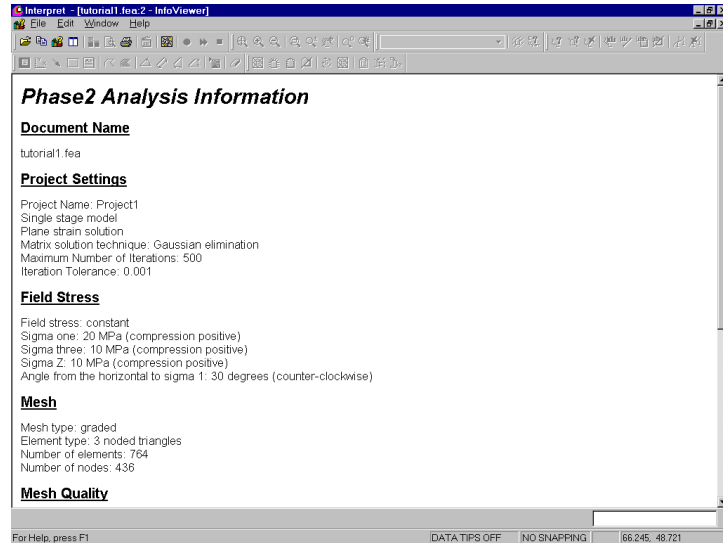 Interpret - [tutorial1.fea:2 - InfoViewer]
File Edit Window Help
Phase2 Analysis Information
Document Name
tutorial1.fea
Project Settings
Project Name: Project1
Single stage model
Plane strain solution
Matrix solution technique: Gaussian elimination
Maximum Number of Iterations: 500
Iteration Tolerance: 0.001
Field Stress
Field stress: constant
Sigma one: 20 MPa (compression positive)
Sigma three: 10 MPa (compression positive)
Sigma Z: 10 MPa (compression positive)
Angle from the horizontal to sigma 1: 30 degrees (counter-clockwise)
Mesh
Mesh type: graded
Element type: 3 noded triangles
Number of elements: 764
Number of nodes: 436
Mesh Quality
For Help, press F1 DATA TIPS OFF NO SNAPPING 66.245, 48.721